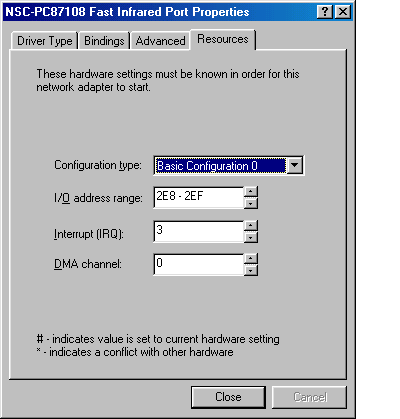 NSC-PC87108 Fast Infrared Port Properties
Driver Type Bindings Advanced Resources
These hardware settings must be known in order for this
network adapter to start.
Configuration type: Basic Configuration 0
I/O address range: 2E8 - 2EF
Interrupt (IRQ): 3
DMA channel: 0
# - indicates value is set to current hardware setting
* - indicates a conflict with other hardware
Close Cancel